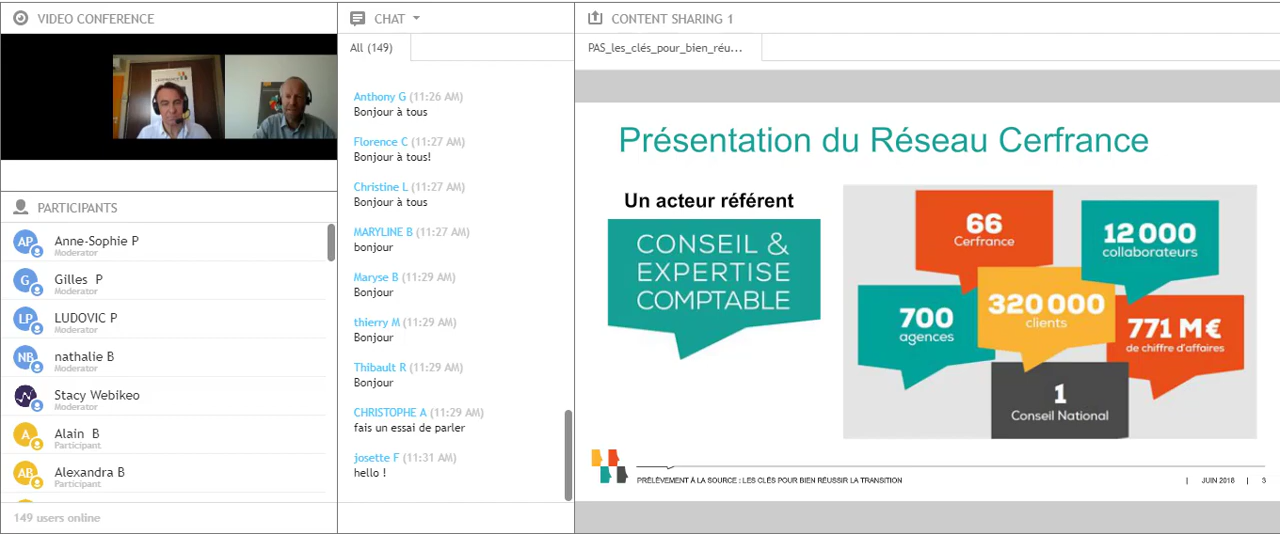 VIDEO CONFERENCE
PARTICIPANTS
AP
Anne-Sophie P
Moderator
G
Gilles P
Moderator
LP
LUDOVIC P
Moderator
NB
nathalie B
Moderator
Stacy Webikeo
Moderator
A
Alain B
Participant
AB
Alexandra B
Participant
149 users online
CHAT
All (149)
Anthony G (11:26 AM)
Bonjour à tous
Florence C (11:27 AM)
Bonjour à tous!
Christine L (11:27 AM)
Bonjour à tous
MARYLINE B (11:27 AM)
bonjour
Maryse B (11:29 AM)
Bonjour
thierry M (11:29 AM)
Bonjour
Thibault R (11:29 AM)
Bonjour
CHRISTOPHE A (11:29 AM)
fais un essai de parler
josette F (11:31 AM)
hello !
CONTENT SHARING 1
PAS_les_clés_pour_bien_réu...
Présentation du Réseau Cerfrance
Un acteur référent
CONSEIL &
EXPERTISE
COMPTABLE
66
Cerfrance
12 000
collaborateurs
700
agences
320 000
clients
771 M€
de chiffre d'affaires
1
Conseil National
PRÉLÈVEMENT À LA SOURCE : LES CLÉS POUR BIEN RÉUSSIR LA TRANSITION
| JUIN 2018 | 3